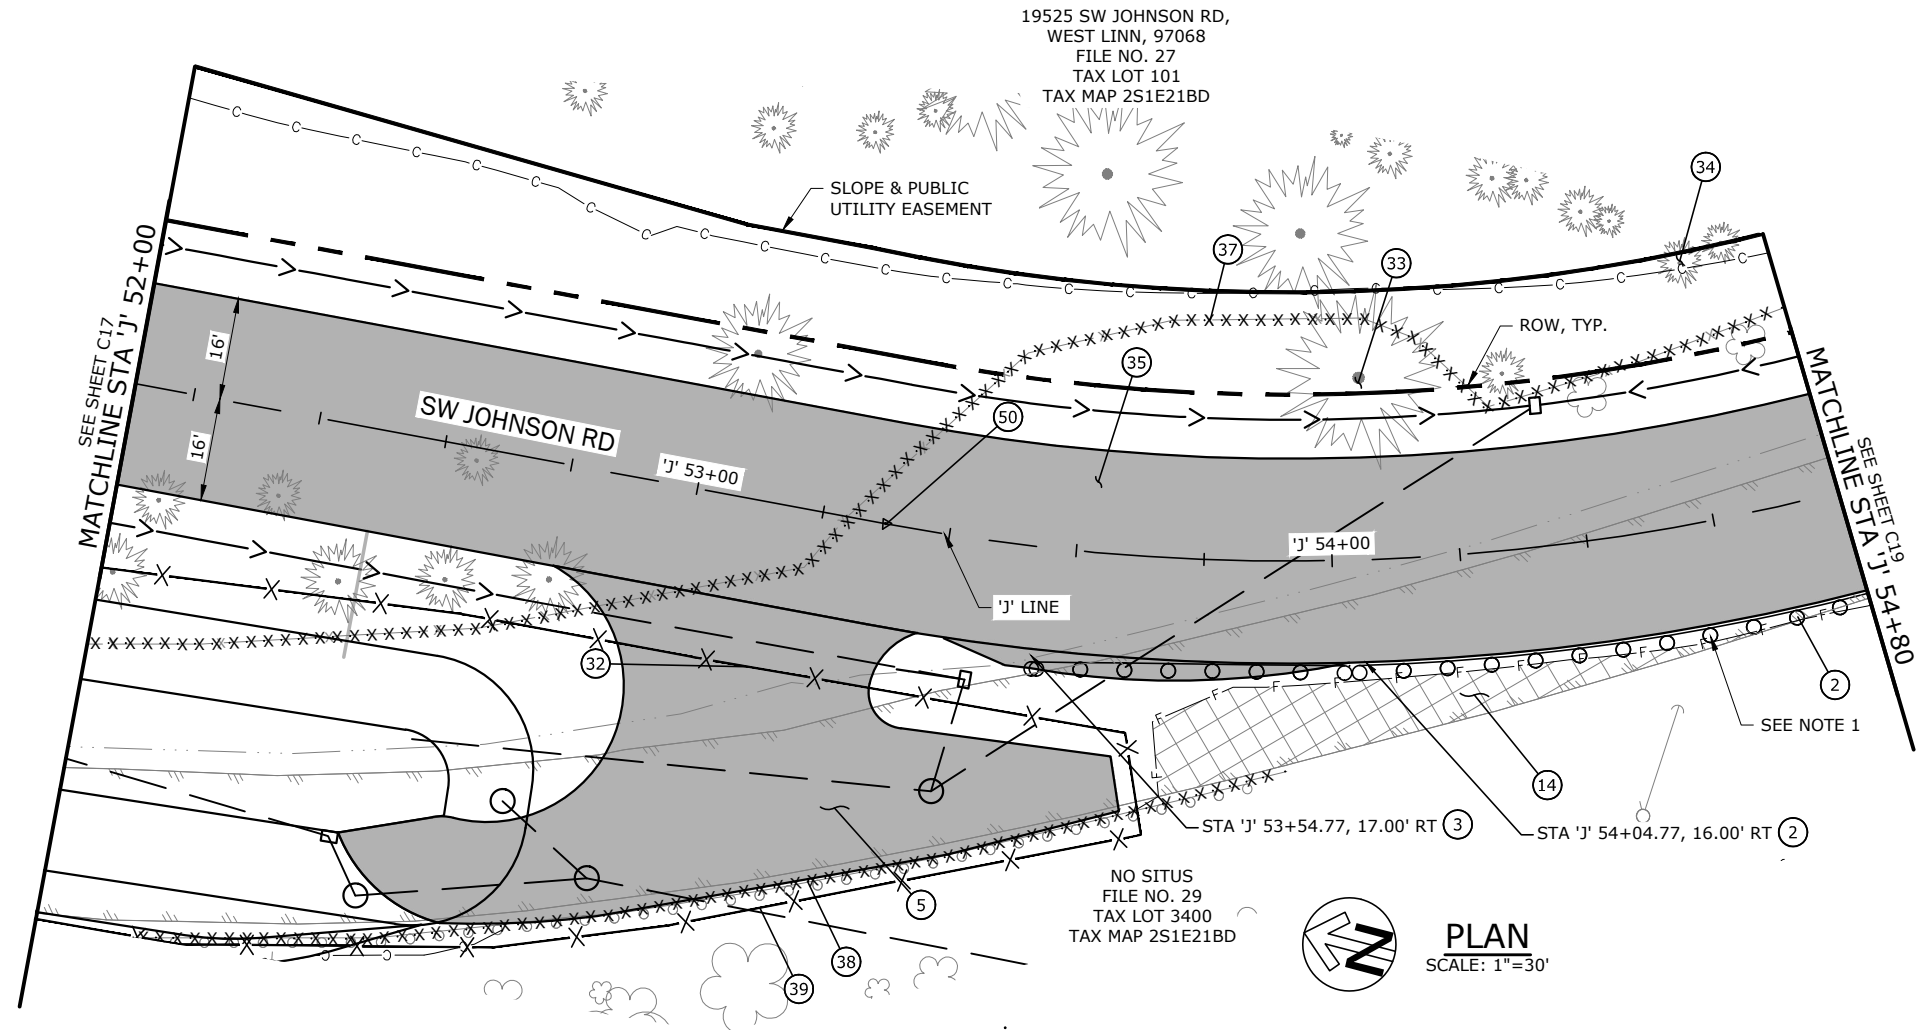 19525 SW JOHNSON RD,
WEST LINN, 97068
FILE NO. 27
TAX LOT 101
TAX MAP 2S1E21BD
SLOPE & PUBLIC
UTILITY EASEMENT
34
37
33
ROW, TYP.
35
50
SEE SHEET C17
MATCHLINE STA 'J' 52+00
16'
16'
SW JOHNSON RD
'J' 53+00
'J' 54+00
'J' LINE
MATCHLINE STA 'J' 54+80
SEE SHEET C19
32
2
SEE NOTE 1
14
STA 'J' 53+54.77, 17.00' RT 3
STA 'J' 54+04.77, 16.00' RT 2
5
38
39
NO SITUS
FILE NO. 29
TAX LOT 3400
TAX MAP 2S1E21BD
N
PLAN
SCALE: 1"=30'
C C C C C C C C C C C C C C C C C C C C C C C C C C
F F F F F F F F F F